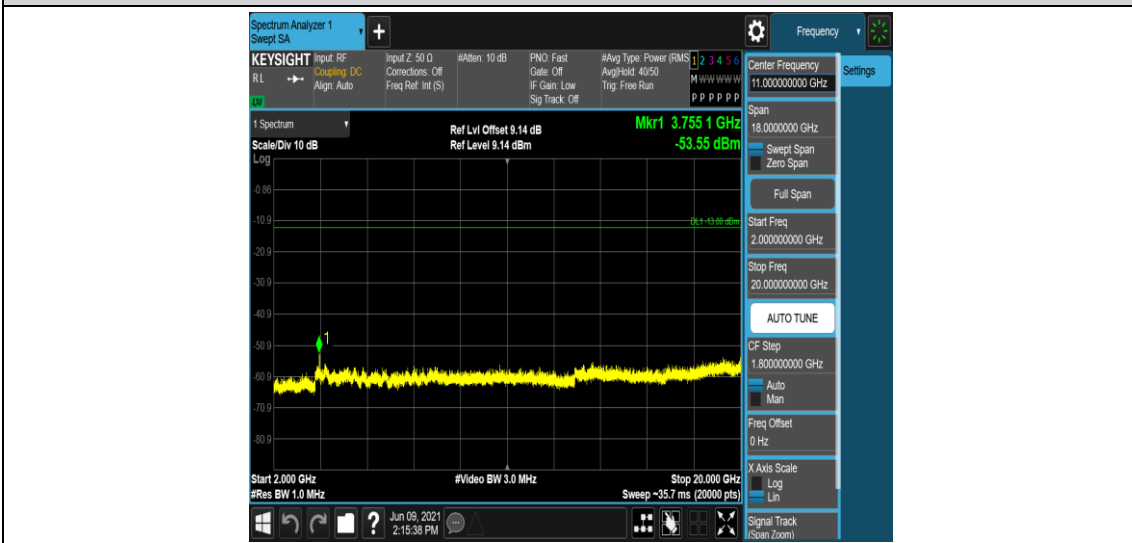 Spectrum Analyzer 1
Swept SA
+
Frequency
KEYSIGHT
RL
LXI
Input: RF
Coupling: DC
Align: Auto
Input Z: 50 Ω
Corrections: Off
Freq Ref: Int (S)
#Atten: 10 dB
PNO: Fast
Gate: Off
IF Gain: Low
Sig Track: Off
#Avg Type: Power (RMS
Avg|Hold: 40/50
Trig: Free Run
1 2 3 4 5 6
M W W W W W
P P P P P P
1 Spectrum
Scale/Div 10 dB
Log
Ref Lvl Offset 9.14 dB
Ref Level 9.14 dBm
Mkr1 3.755 1 GHz
-53.55 dBm
-0.86
-10.9
DL1 -13.00 dBm
-20.9
-30.9
-40.9
-50.9
1
-60.9
-70.9
-80.9
Start 2.000 GHz
#Res BW 1.0 MHz
#Video BW 3.0 MHz
Stop 20.000 GHz
Sweep ~35.7 ms (20000 pts)
Center Frequency
11.000000000 GHz
Settings
Span
18.0000000 GHz
Swept Span
Zero Span
Full Span
Start Freq
2.000000000 GHz
Stop Freq
20.000000000 GHz
AUTO TUNE
CF Step
1.800000000 GHz
Auto
Man
Freq Offset
0 Hz
X Axis Scale
Log
Lin
Signal Track
(Span Zoom)
?
Jun 09, 2021
2:15:38 PM